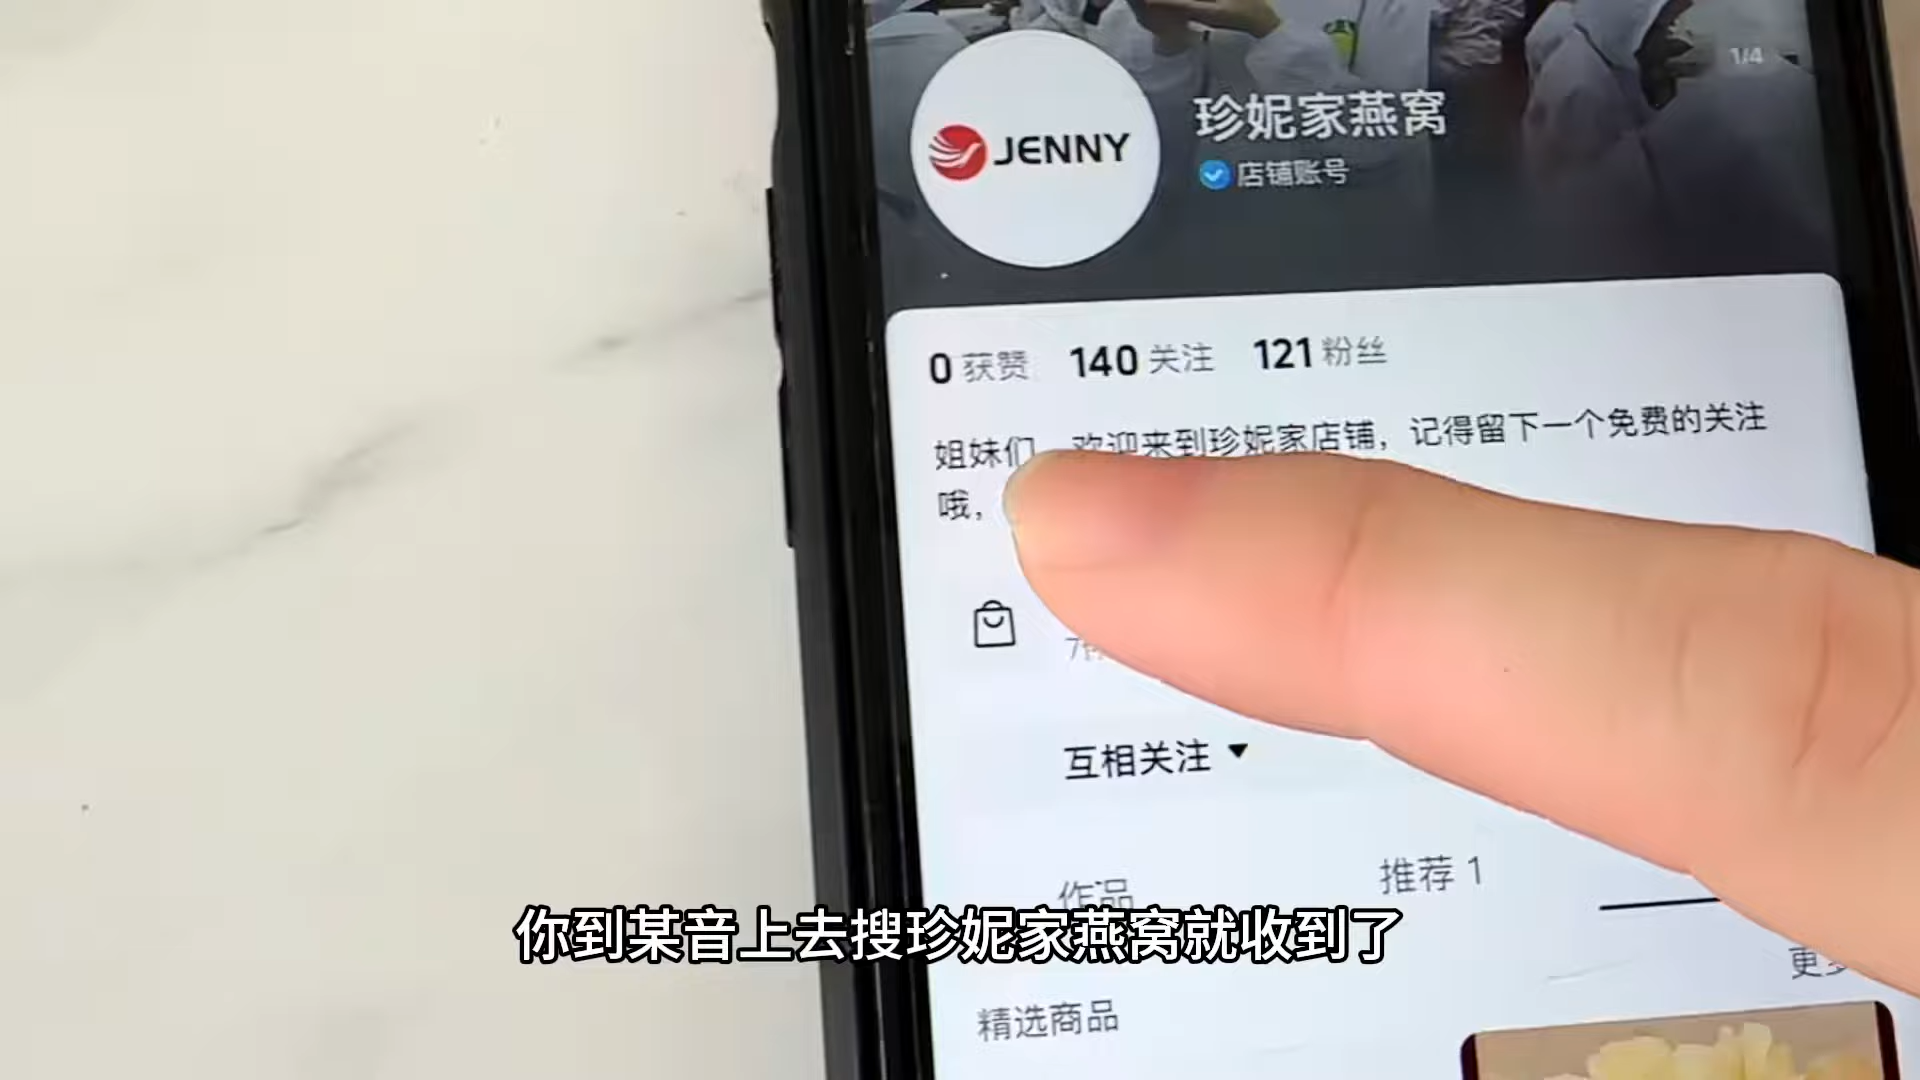 1/4
JENNY
珍妮家燕窝
店铺账号
0 获赞 140 关注 121 粉丝
姐妹们 欢迎来到珍妮家店铺，记得留下一个免费的关注
哦，
互相关注
作品 推荐 1
你到某音上去搜珍妮家燕窝就收到了
精选商品